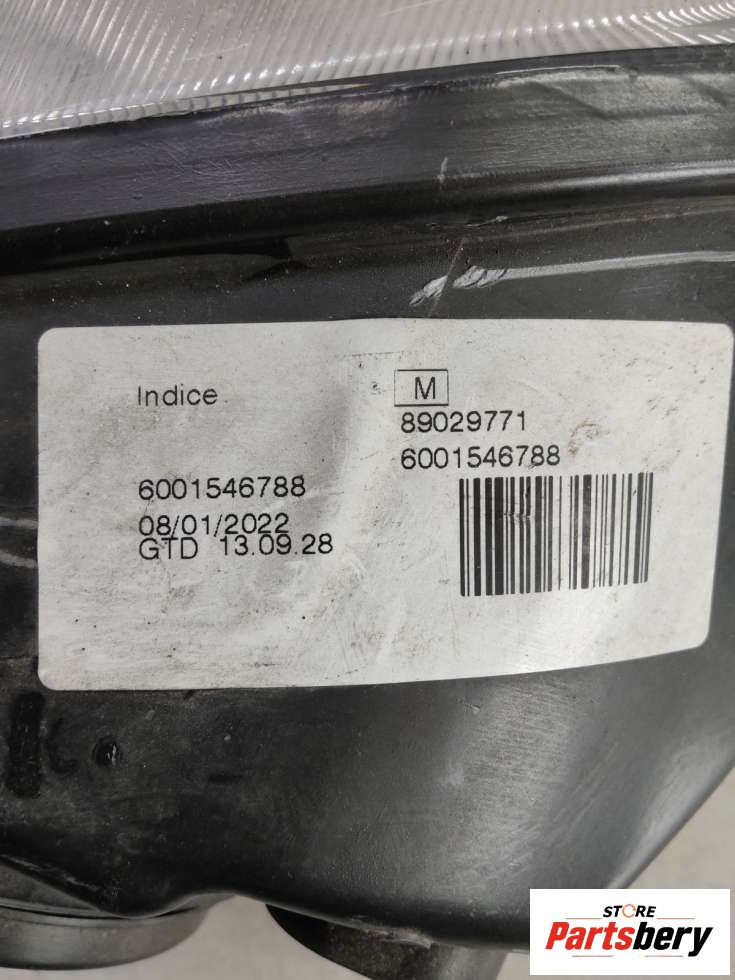 Indice
M
89029771
6001546788
6001546788
08/01/2022
GTD 13.09.28
STORE
Partsbery